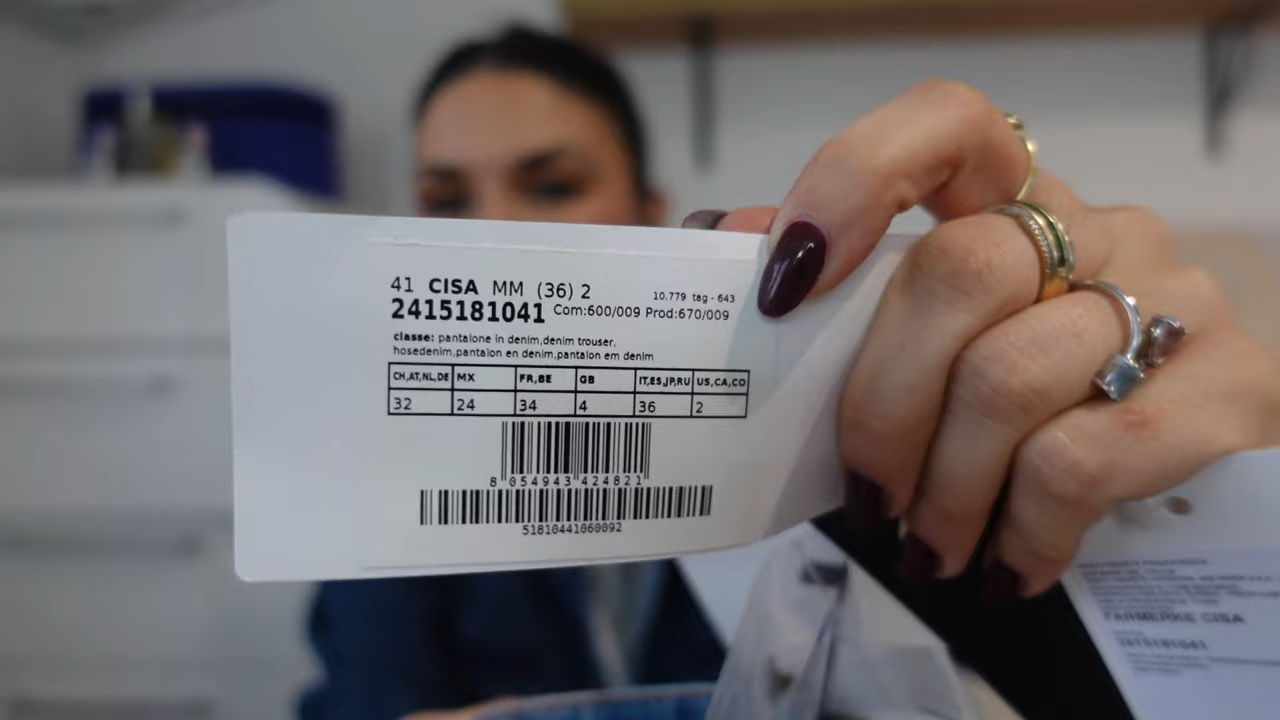 41 CISA MM (36) 2
10.779 tag - 643
2415181041 Com:600/009 Prod:670/009
classe: pantalone in denim,denim trouser,
hosedenim,pantalon en denim,pantalon em denim
CH,AT,NL,DE MX FR,BE GB IT,ES,JP,RU US,CA,CO
32 24 34 4 36 2
8 054943 424821
51810441060092
CISA
2415181041